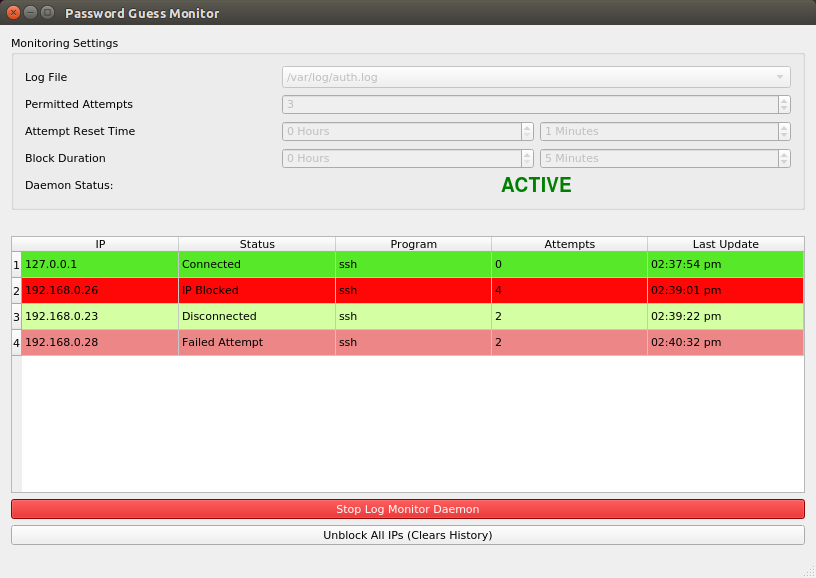 Password Guess Monitor
Monitoring Settings
Log File /var/log/auth.log
Permitted Attempts 3
Attempt Reset Time 0 Hours 1 Minutes
Block Duration 0 Hours 5 Minutes
Daemon Status: ACTIVE
IP Status Program Attempts Last Update
1 127.0.0.1 Connected ssh 0 02:37:54 pm
2 192.168.0.26 IP Blocked ssh 4 02:39:01 pm
3 192.168.0.23 Disconnected ssh 2 02:39:22 pm
4 192.168.0.28 Failed Attempt ssh 2 02:40:32 pm
Stop Log Monitor Daemon
Unblock All IPs (Clears History)